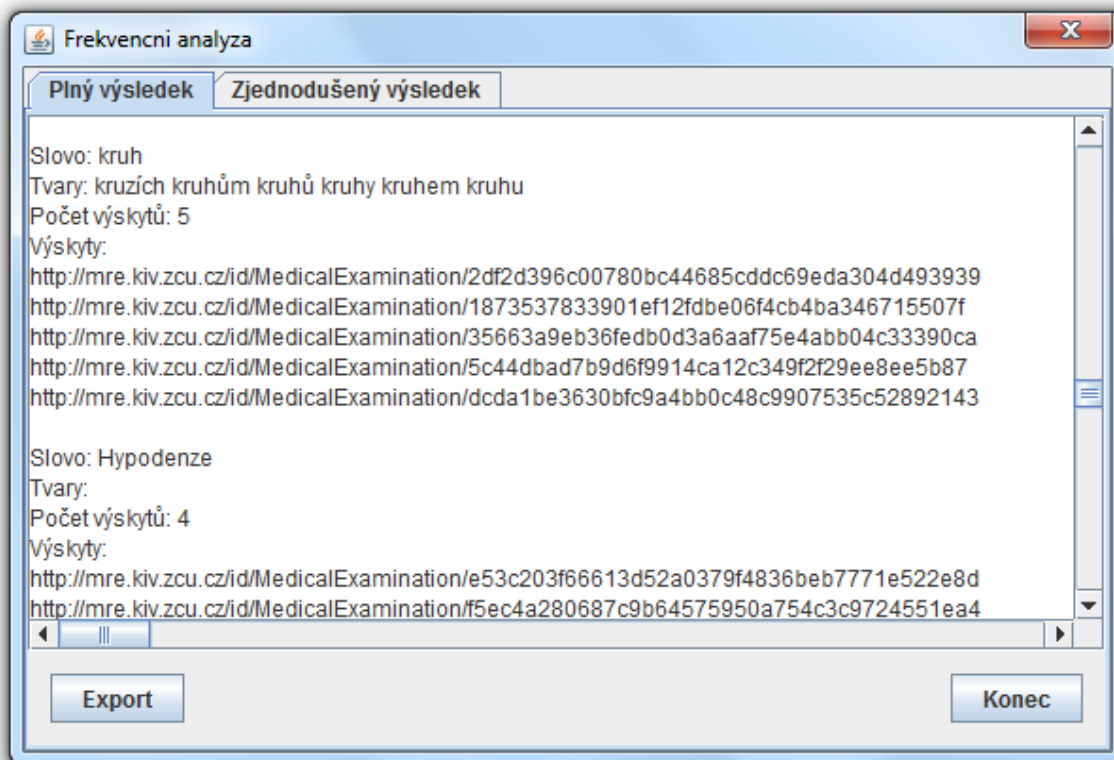 Frekvencni analyza
Plný výsledek
Zjednodušený výsledek
Slovo: kruh
Tvary: kruzích kruhům kruhů kruhy kruhem kruhu
Počet výskytů: 5
Výskyty:
http://mre.kiv.zcu.cz/id/MedicalExamination/2df2d396c00780bc44685cddc69eda304d493939
http://mre.kiv.zcu.cz/id/MedicalExamination/1873537833901ef12fdbe06f4cb4ba346715507f
http://mre.kiv.zcu.cz/id/MedicalExamination/35663a9eb36fedb0d3a6aaf75e4abb04c33390ca
http://mre.kiv.zcu.cz/id/MedicalExamination/5c44dbad7b9d6f9914ca12c349f2f29ee8ee5b87
http://mre.kiv.zcu.cz/id/MedicalExamination/dcda1be3630bfc9a4bb0c48c9907535c52892143
Slovo: Hypodenze
Tvary:
Počet výskytů: 4
Výskyty:
http://mre.kiv.zcu.cz/id/MedicalExamination/e53c203f66613d52a0379f4836beb7771e522e8d
http://mre.kiv.zcu.cz/id/MedicalExamination/f5ec4a280687c9b64575950a754c3c9724551ea4
Export
Konec